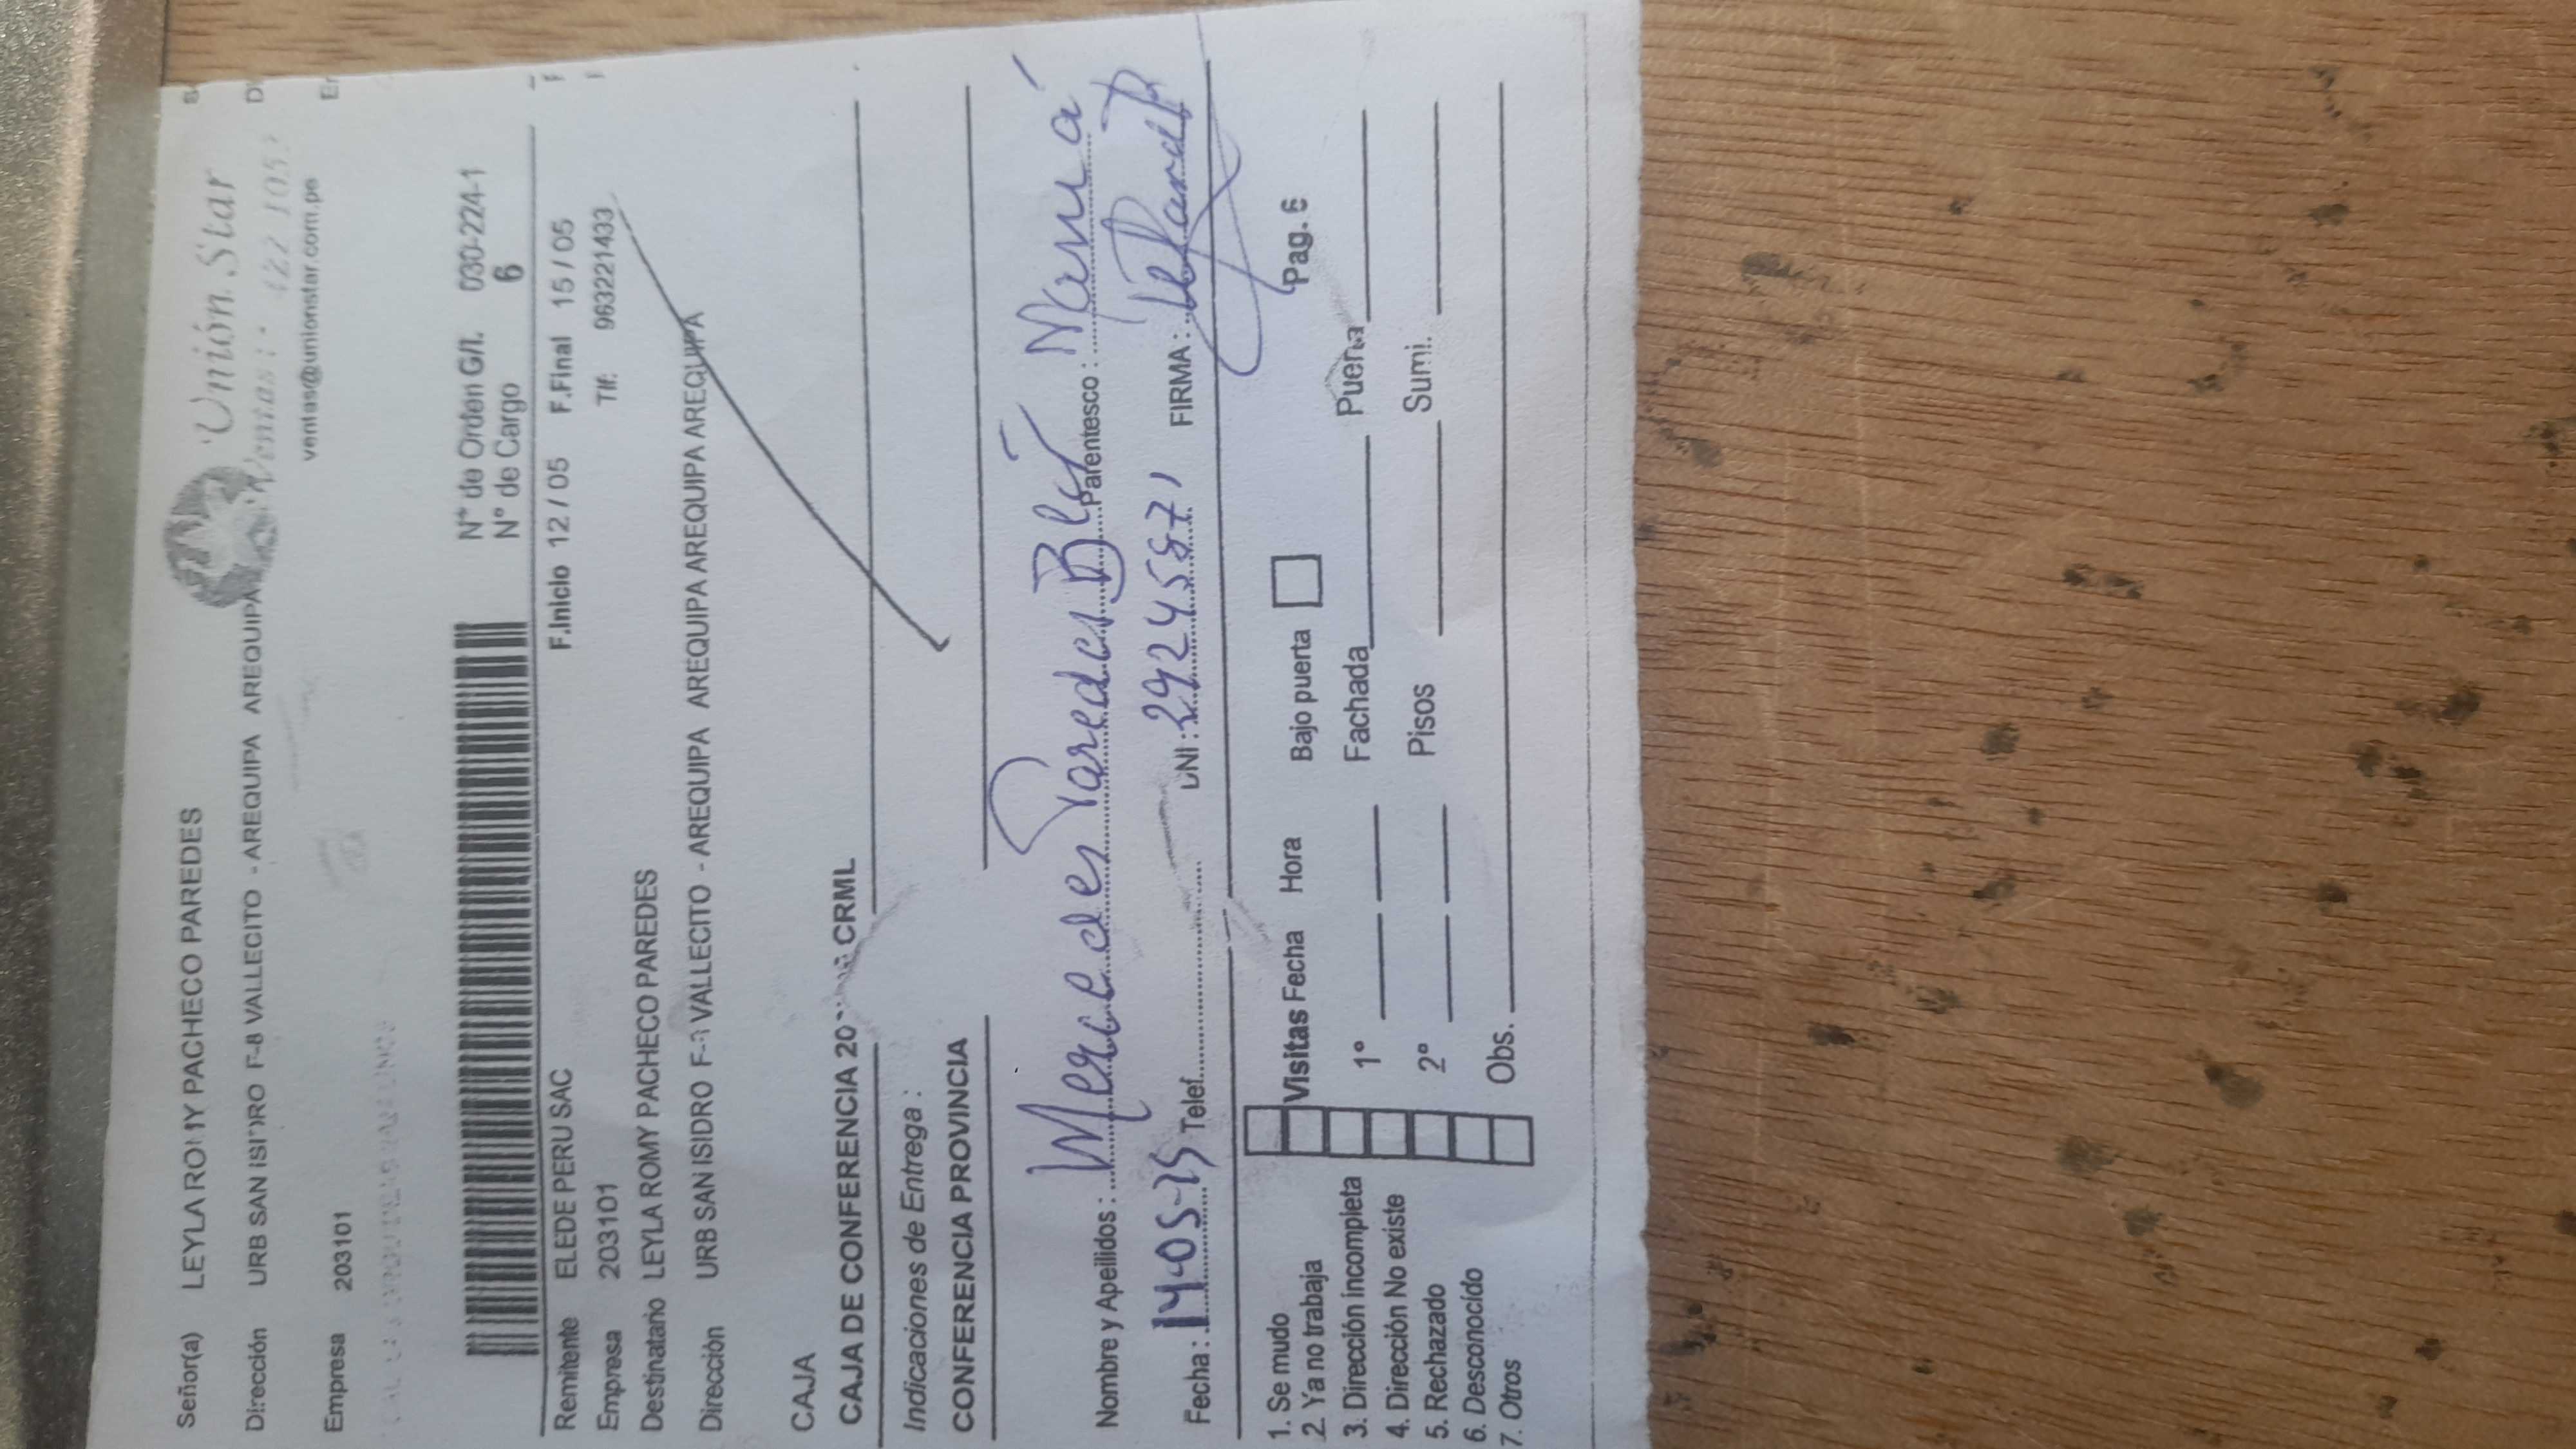 Unión Star
Señor(a) LEYLA ROMY PACHECO PAREDES
Ventas: 422 1052
Dirección URB SAN ISIDRO F-8 VALLECITO - AREQUIPA AREQUIPA
ventas@unionstar.com.pe
Empresa 203101
N° de Orden G/I. 030-224-1
N° de Cargo 6
Remitente ELEDE PERU SAC F.Inicio 12 / 05 F.Final 15 / 05
Empresa 203101 Tlf: 963221433
Destinatario LEYLA ROMY PACHECO PAREDES
Dirección URB SAN ISIDRO VALLECITO - AREQUIPA AREQUIPA AREQUIPA AREQUIPA
CAJA
CAJA DE CONFERENCIA CRML
Indicaciones de Entrega :
CONFERENCIA PROVINCIA
Nombre y Apellidos : Mercedes Paredes Parentesco : Mamá
Fecha : 14-05-25 Telef. DNI : 29245871 FIRMA :
1. Se mudo
2. Ya no trabaja Visitas Fecha Hora Bajo puerta Pag. 6
3. Dirección incompleta 1° Fachada Puerta
4. Dirección No existe
5. Rechazado 2° Pisos Sumi.
6. Desconocido
7. Otros Obs.